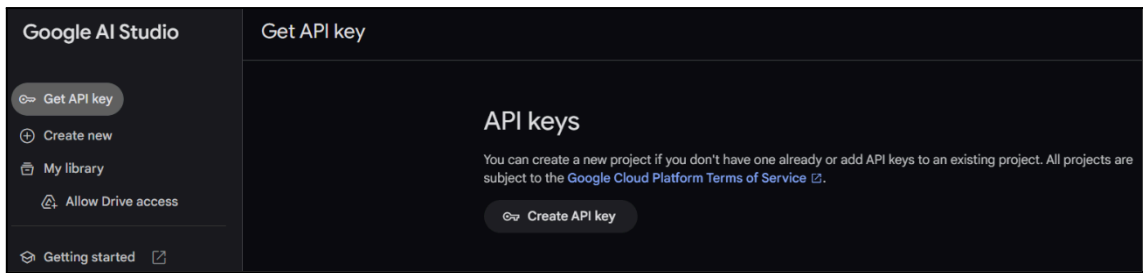 Google AI Studio
Get API key
Get API key
Create new
My library
Allow Drive access
Getting started
API keys
You can create a new project if you don't have one already or add API keys to an existing project. All projects are
subject to the Google Cloud Platform Terms of Service.
Create API key